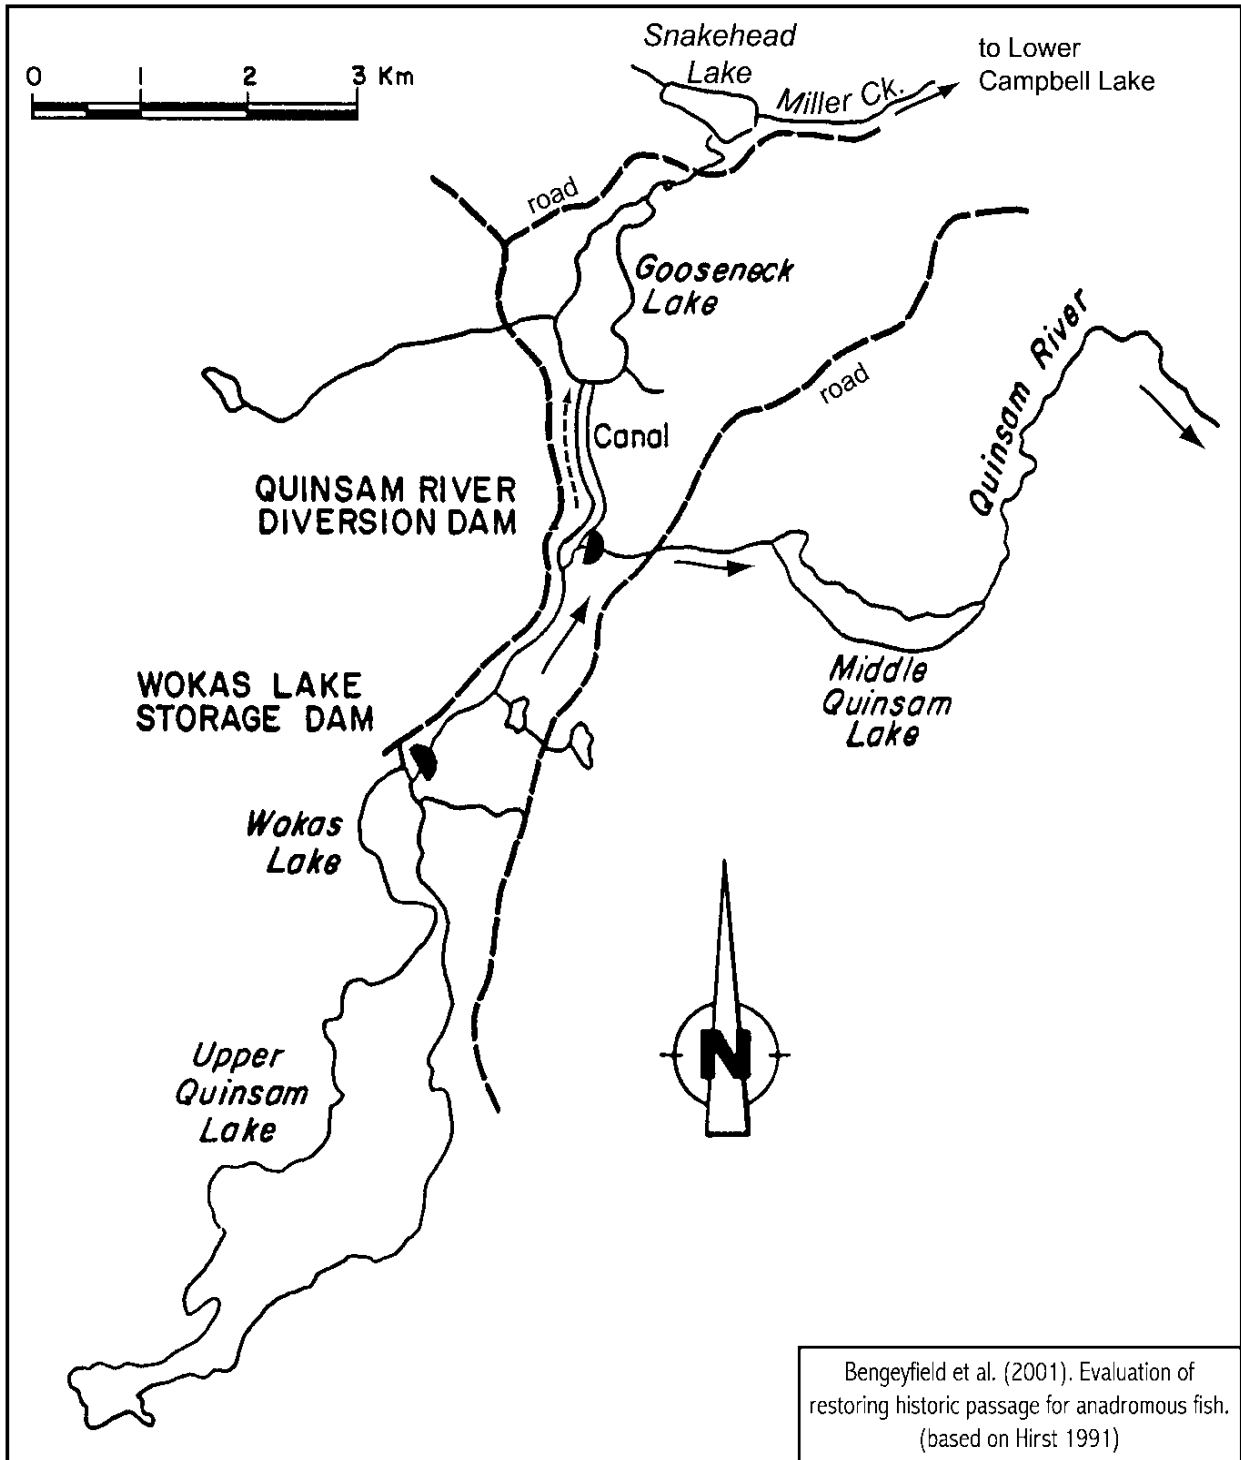 Snakehead
Lake
to Lower
Campbell Lake
0 1 2 3 Km
Miller Ck.
road
Gooseneck
Lake
Quinsam River
road
Canal
QUINSAM RIVER
DIVERSION DAM
Middle
Quinsam
Lake
WOKAS LAKE
STORAGE DAM
Wokas
Lake
N
Upper
Quinsam
Lake
Bengeyfield et al. (2001). Evaluation of
restoring historic passage for anadromous fish.
(based on Hirst 1991)